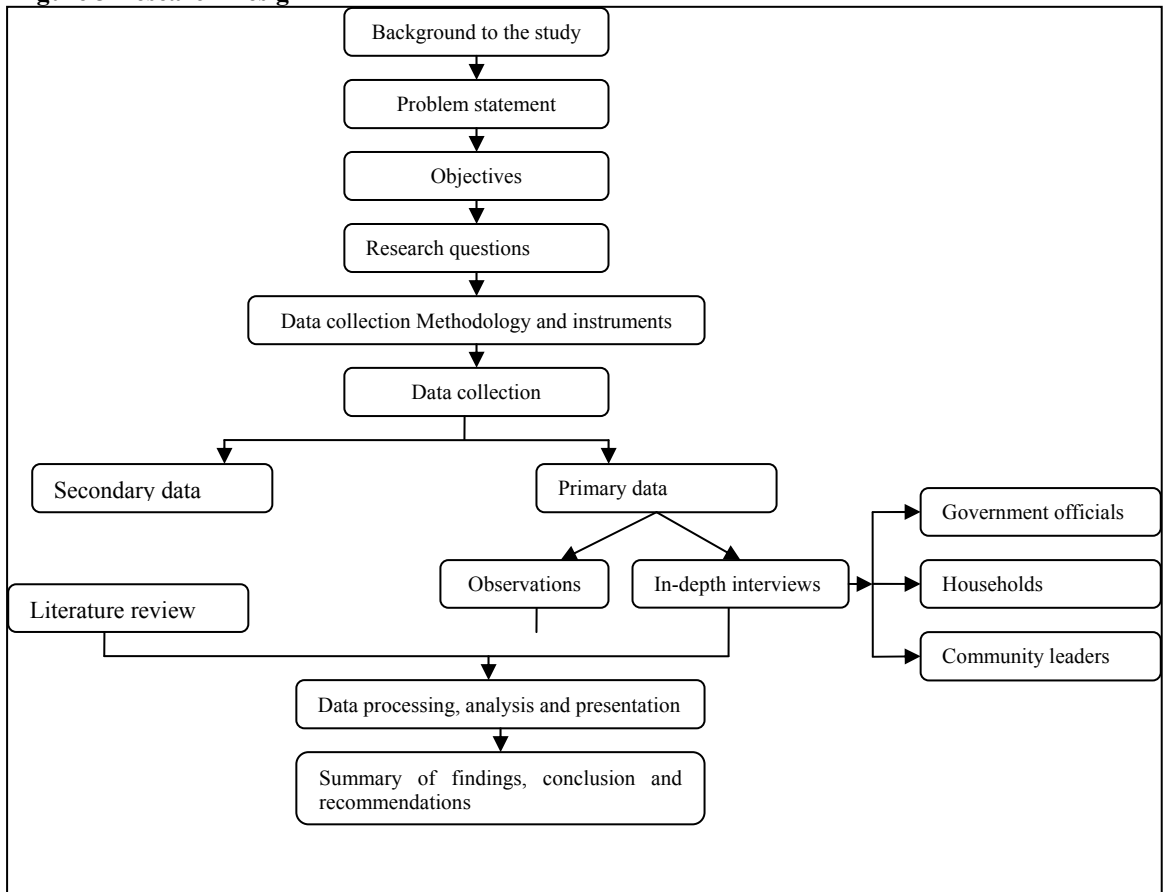 Background to the study
Problem statement
Objectives
Research questions
Data collection Methodology and instruments
Data collection
Secondary data
Primary data
Government officials
Observations
In-depth interviews
Households
Literature review
Community leaders
Data processing, analysis and presentation
Summary of findings, conclusion and
recommendations